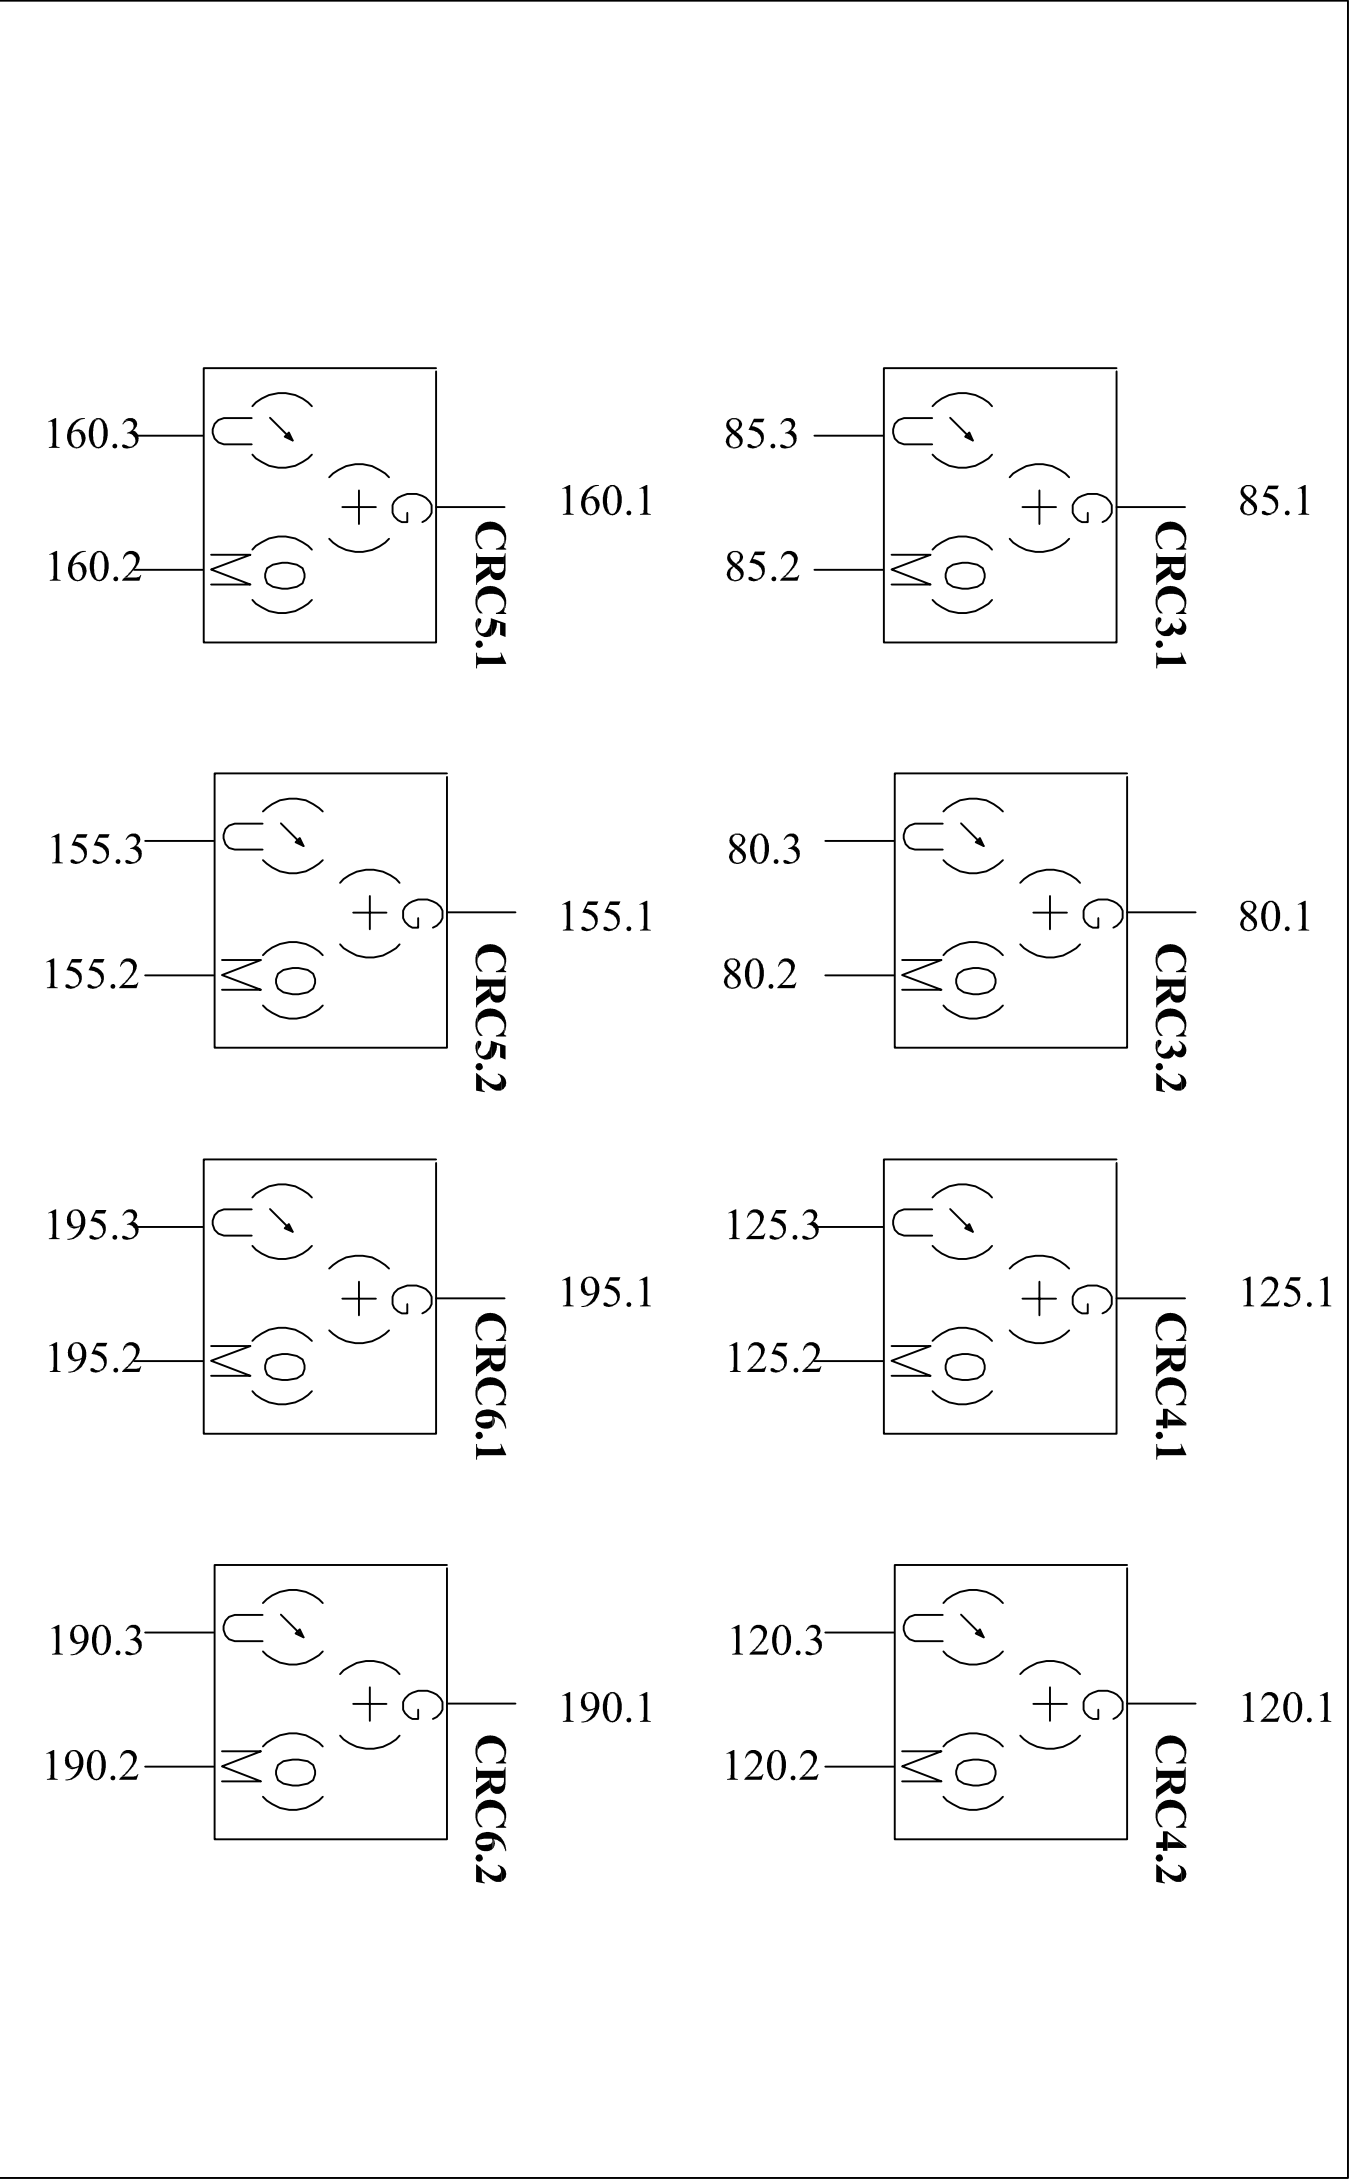 160.3
160.1
G
U
160.2
M
O
CRC5.1
85.3
85.1
G
U
85.2
M
O
CRC3.1
155.3
155.1
G
U
155.2
M
O
CRC5.2
80.3
80.1
G
U
80.2
M
O
CRC3.2
195.3
195.1
G
U
195.2
M
O
CRC6.1
125.3
125.1
G
U
125.2
M
O
CRC4.1
190.3
190.1
G
U
190.2
M
O
CRC6.2
120.3
120.1
G
U
120.2
M
O
CRC4.2